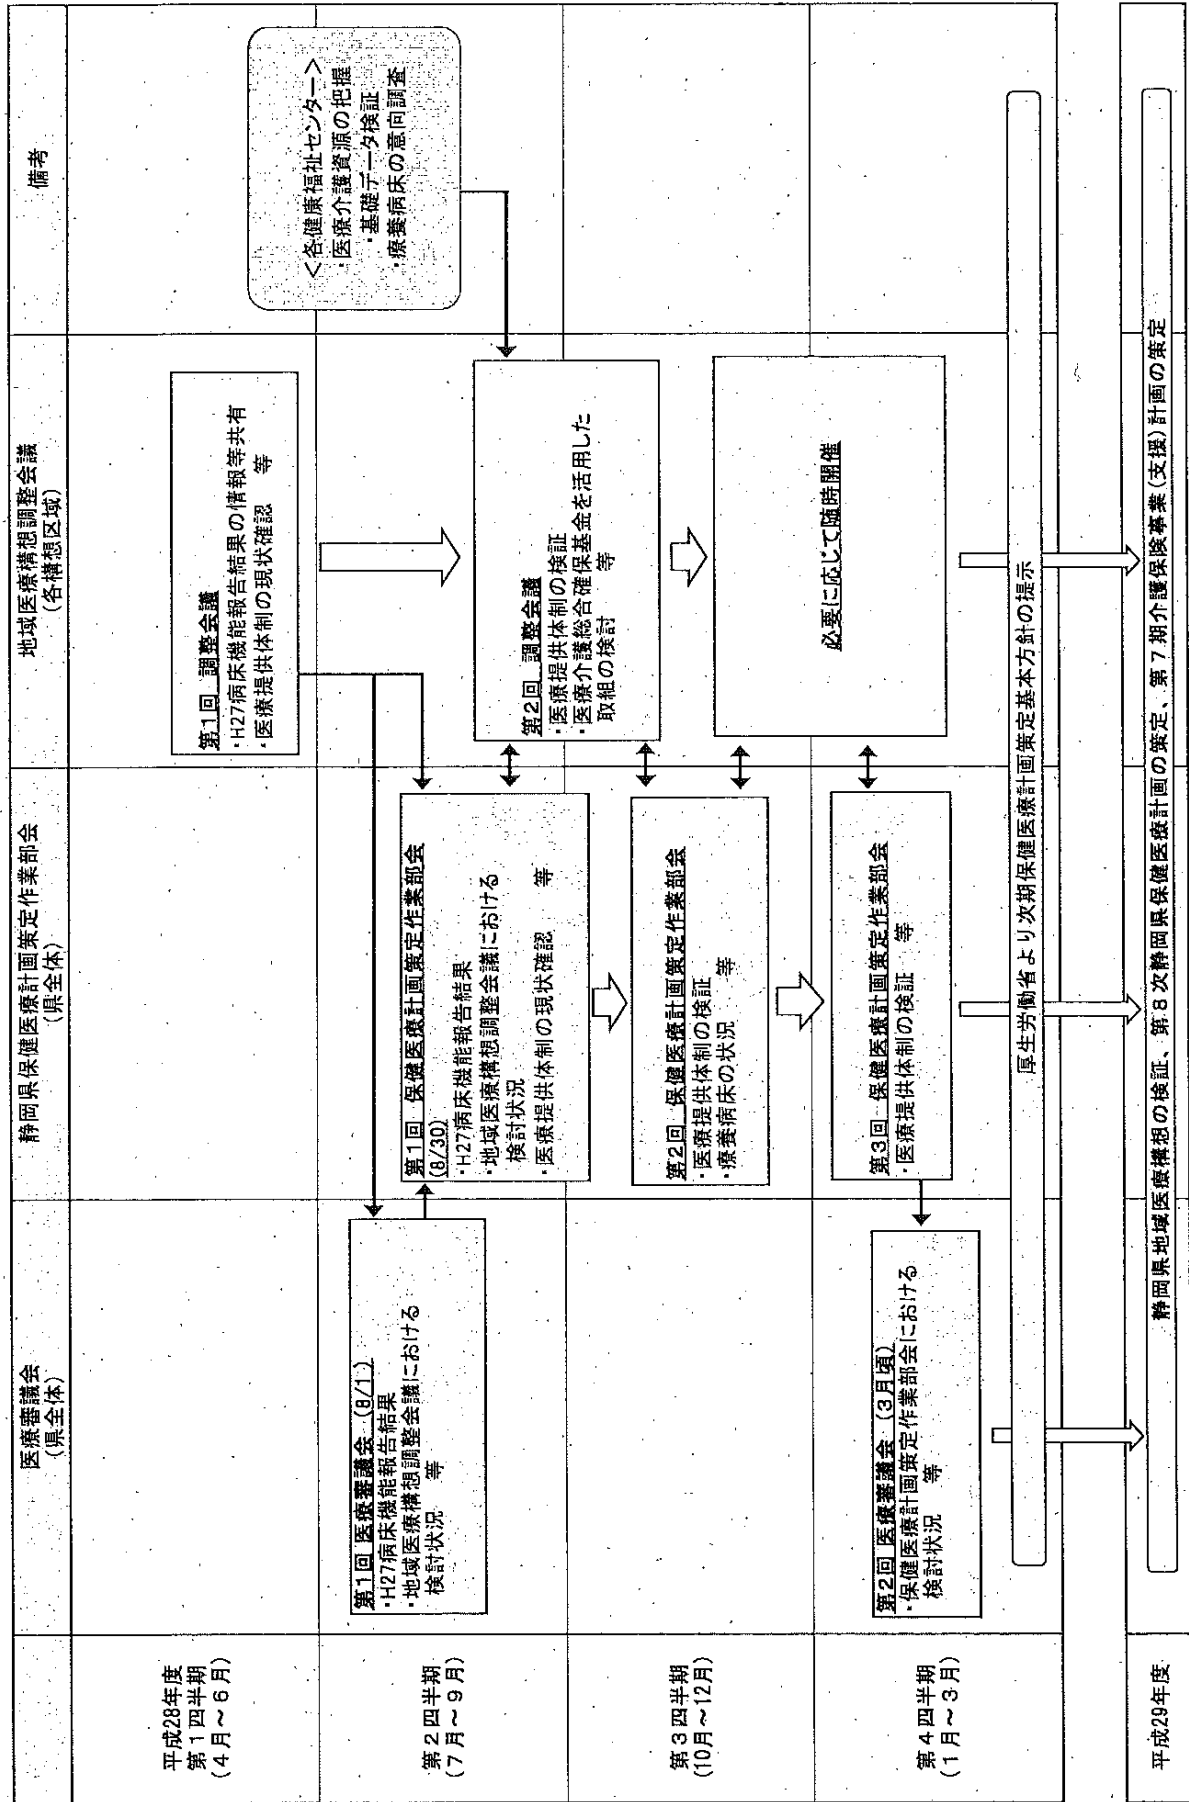 医療審議会
(県全体)
静岡県保健医療計画策定作業部会
(県全体)
地域医療構想調整会議
(各構想区域)
備考
平成28年度
第1四半期
(4月～6月)
第1回 調整会議
・H27病床機能報告結果の情報等共有
・医療提供体制の現状確認 等
<各健康福祉センター>
・医療介護資源の把握
・基礎データ検証
・療養病床の意向調査
第2四半期
(7月～9月)
第1回 医療審議会 (8/1)
・H27病床機能報告結果
・地域医療構想調整会議における
検討状況 等
第1回 保健医療計画策定作業部会
(8/30)
・H27病床機能報告結果
・地域医療構想調整会議における
検討状況
・医療提供体制の現状確認 等
第2回 調整会議
・医療提供体制の検証
・医療介護総合確保基金を活用した
取組の検討 等
第3四半期
(10月～12月)
第2回 保健医療計画策定作業部会
・医療提供体制の検証
・療養病床の状況 等
必要に応じて随時開催
第4四半期
(1月～3月)
第2回 医療審議会 (3月頃)
・保健医療計画策定作業部会における
検討状況 等
第3回 保健医療計画策定作業部会
・医療提供体制の検証 等
厚生労働省より次期保健医療計画策定基本方針の提示
平成29年度
静岡県地域医療構想の検証、第8次静岡県保健医療計画の策定、第7期介護保険事業(支援)計画の策定